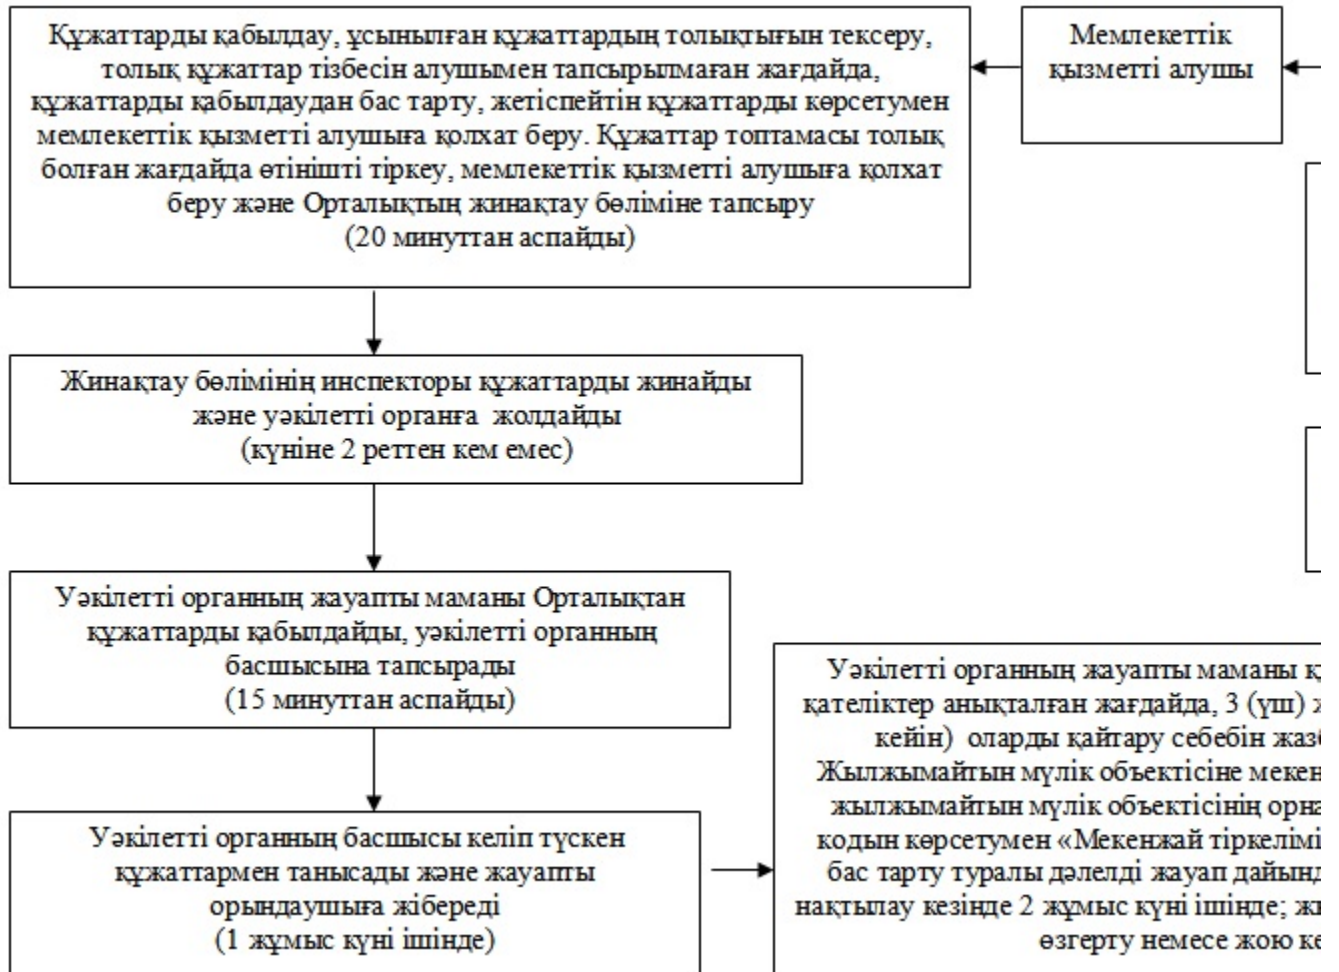 Құжаттарды қабылдау, ұсынылған құжаттардың толықтығын тексеру,
толық құжаттар тізбесін алушымен тапсырылмаған жағдайда,
құжаттарды қабылдаудан бас тарту, жетіспейтін құжаттарды көрсетумен
мемлекеттік қызметті алушыға қолхат беру. Құжаттар топтамасы толық
болған жағдайда өтінішті тіркеу, мемлекеттік қызметті алушыға қолхат
беру және Орталықтың жинақтау бөліміне тапсыру
(20 минуттан аспайды)
Мемлекеттік
қызметті алушы
Жинақтау бөлімінің инспекторы құжаттарды жинайды
және уәкілетті органға жолдайды
(күніне 2 реттен кем емес)
Уәкілетті органның жауапты маманы Орталықтан
құжаттарды қабылдайды, уәкілетті органның
басшысына тапсырады
(15 минуттан аспайды)
Уәкілетті органның басшысы келіп түскен
құжаттармен танысады және жауапты
орындаушыға жібереді
(1 жұмыс күні ішінде)
Уәкілетті органның жауапты маманы
қателіктер анықталған жағдайда, 3 (үш)
кейін) оларды қайтару себебін
Жылжымайтын мүлік объектісіне
жылжымайтын мүлік объектісінің
кодын көрсетумен «Мекенжай
бас тарту туралы дәлелді жауап
нақтылау кезінде 2 жұмыс күні ішінде;
өзгерту немесе жою